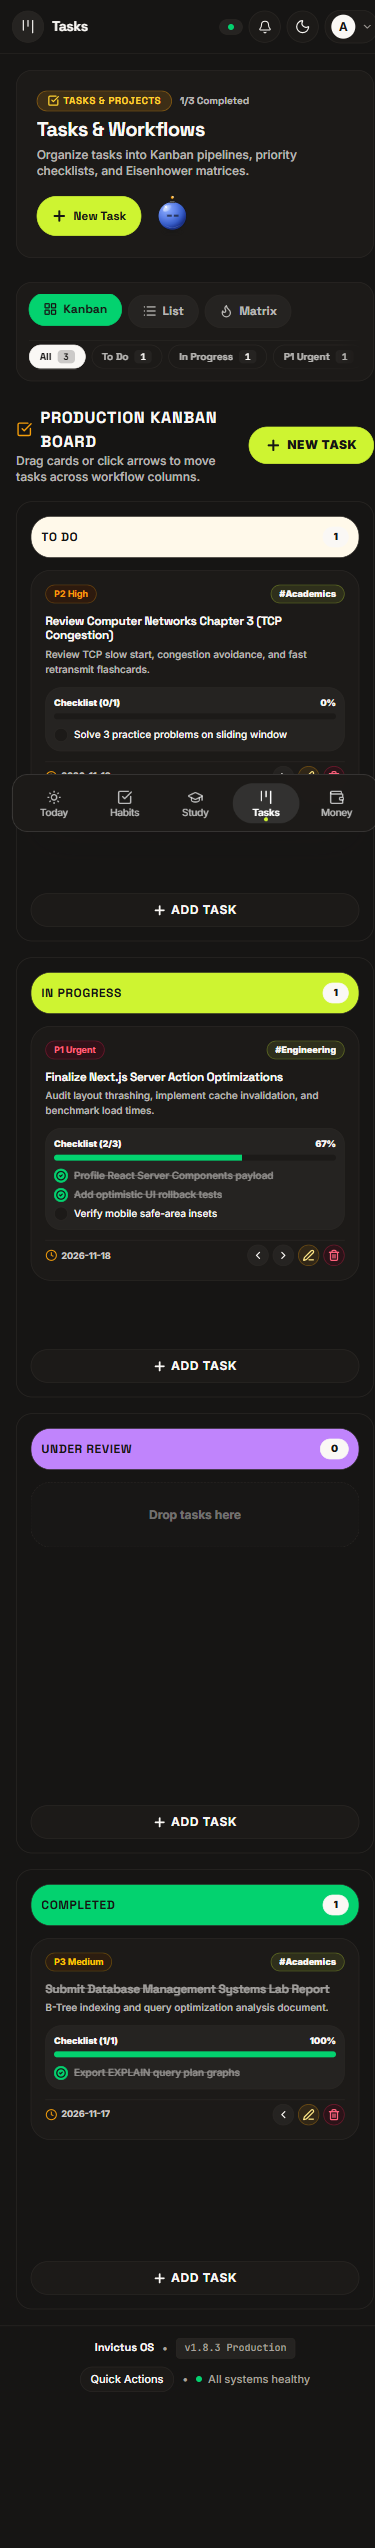 Tasks
A
TASKS & PROJECTS 1/3 Completed
Tasks & Workflows
Organize tasks into Kanban pipelines, priority
checklists, and Eisenhower matrices.
+ New Task
Kanban List Matrix
All 3 To Do 1 In Progress 1 P1 Urgent 1
PRODUCTION KANBAN
BOARD
Drag cards or click arrows to move
tasks across workflow columns.
+ NEW TASK
TO DO 1
P2 High #Academics
Review Computer Networks Chapter 3 (TCP
Congestion)
Review TCP slow start, congestion avoidance, and fast
retransmit flashcards.
Checklist (0/1) 0%
Solve 3 practice problems on sliding window
Today Habits Study Tasks Money
+ ADD TASK
IN PROGRESS 1
P1 Urgent #Engineering
Finalize Next.js Server Action Optimizations
Audit layout thrashing, implement cache invalidation, and
benchmark load times.
Checklist (2/3) 67%
Profile React Server Components payload
Add optimistic UI rollback tests
Verify mobile safe-area insets
2026-11-18
+ ADD TASK
UNDER REVIEW 0
Drop tasks here
+ ADD TASK
COMPLETED 1
P3 Medium #Academics
Submit Database Management Systems Lab Report
B-Tree indexing and query optimization analysis document.
Checklist (1/1) 100%
Export EXPLAIN query plan graphs
2026-11-17
+ ADD TASK
Invictus OS • v1.8.3 Production
Quick Actions • All systems healthy